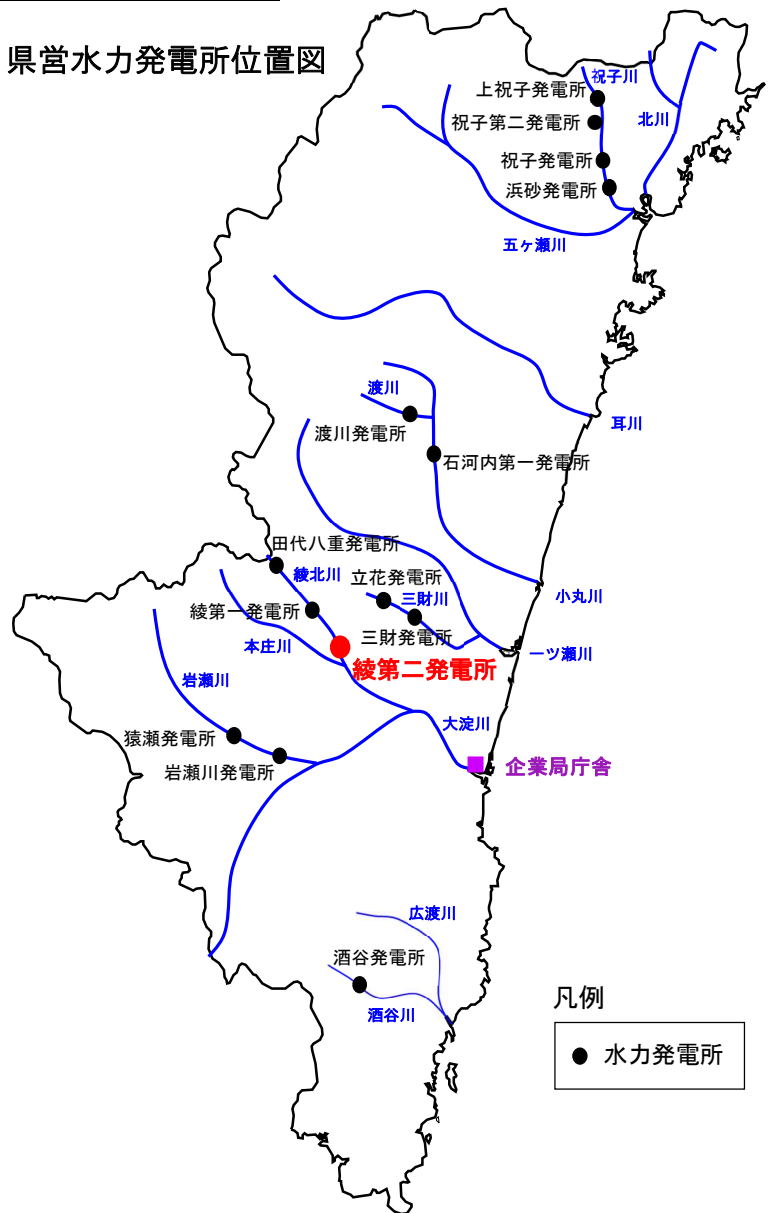 県営水力発電所位置図
祝子川
上祝子発電所
北川
祝子第二発電所
祝子発電所
浜砂発電所
五ヶ瀬川
渡川
耳川
渡川発電所
石河内第一発電所
田代八重発電所
綾北川
立花発電所
小丸川
三財川
綾第一発電所
三財発電所
本庄川
一ツ瀬川
綾第二発電所
岩瀬川
大淀川
猿瀬発電所
企業局庁舎
岩瀬川発電所
広渡川
酒谷発電所
酒谷川
凡例
水力発電所